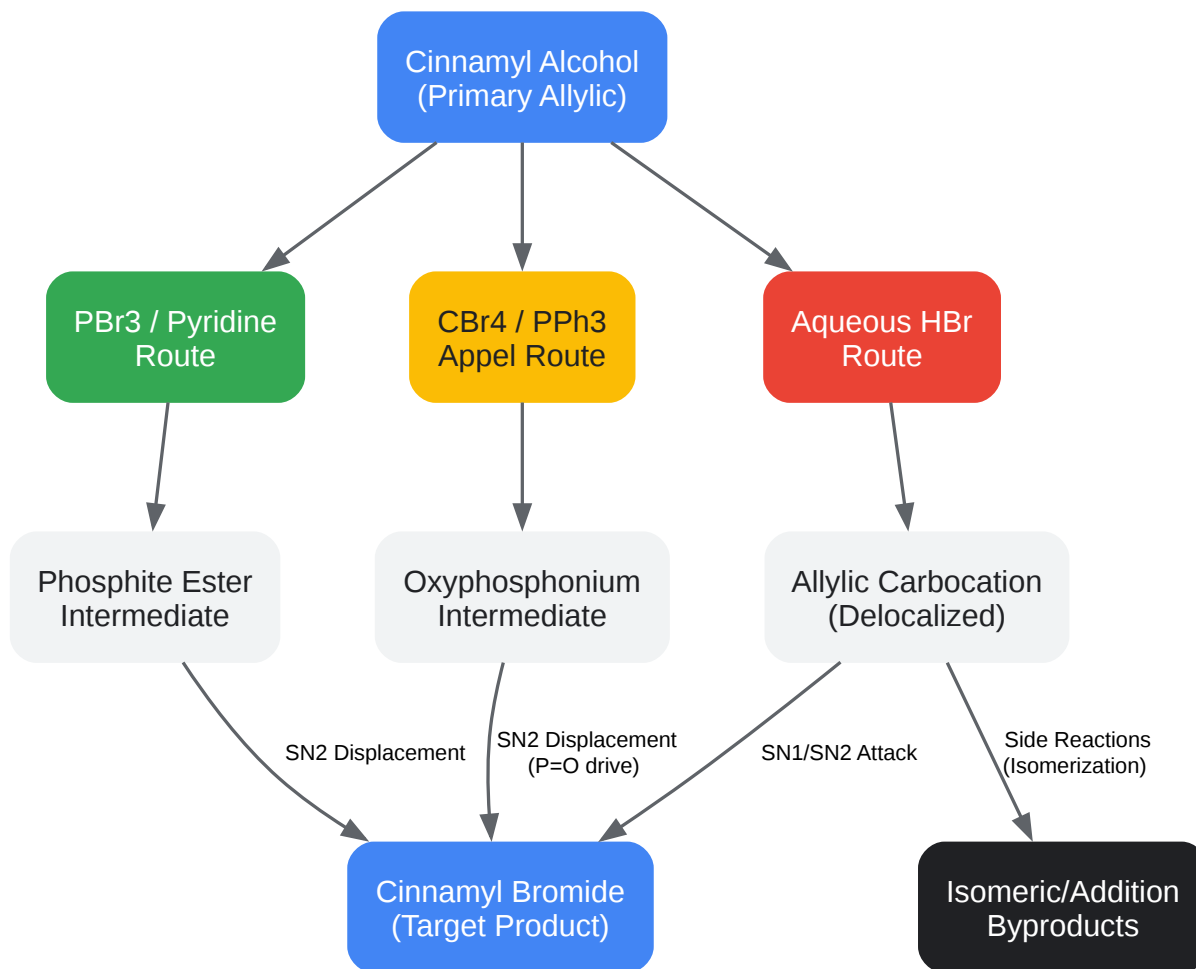 Cinnamyl Alcohol
(Primary Allylic)
PBr3 / Pyridine
Route
CBr4 / PPh3
Appel Route
Aqueous HBr
Route
Phosphite Ester
Intermediate
Oxyphosphonium
Intermediate
Allylic Carbocation
(Delocalized)
SN2 Displacement
SN2 Displacement
(P=O drive)
SN1/SN2 Attack
Side Reactions
(Isomerization)
Cinnamyl Bromide
(Target Product)
Isomeric/Addition
Byproducts